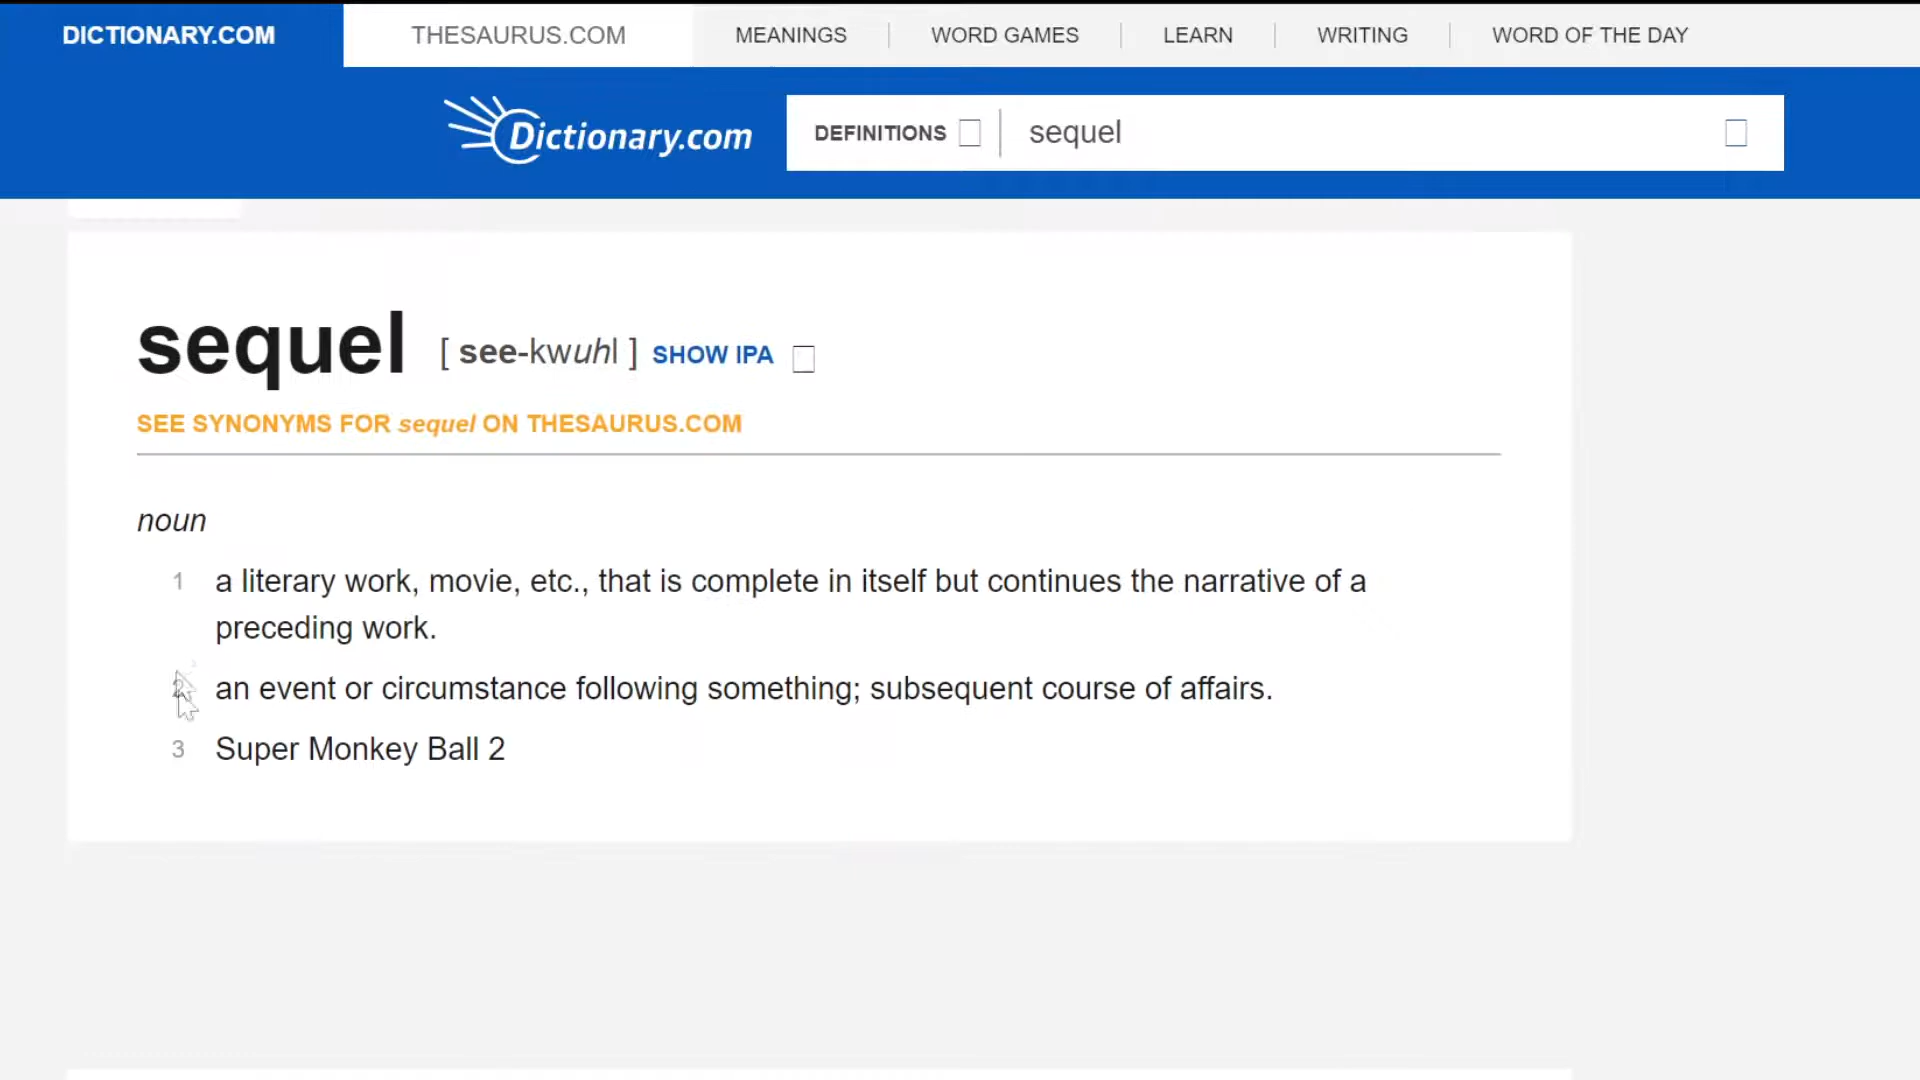 DICTIONARY.COM THESAURUS.COM MEANINGS WORD GAMES LEARN WRITING WORD OF THE DAY
Dictionary.com DEFINITIONS sequel
sequel [ see-kwuhl ] SHOW IPA
SEE SYNONYMS FOR sequel ON THESAURUS.COM
noun
1 a literary work, movie, etc., that is complete in itself but continues the narrative of a
preceding work.
2 an event or circumstance following something; subsequent course of affairs.
3 Super Monkey Ball 2